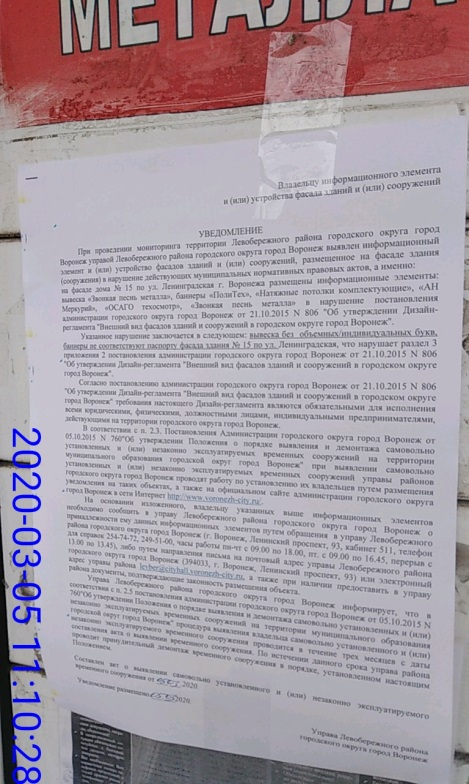 МЕТАЛЛА
Владельцу информационного элемента
и (или) устройства фасада зданий и (или) сооружений
УВЕДОМЛЕНИЕ
При проведении мониторинга территории Левобережного района городского округа город
Воронеж управой Левобережного района городского округа город Воронеж выявлен информационный
элемент и (или) устройство фасадов зданий и (или) сооружений, размещенное на фасаде здания
(сооружения) в нарушение действующих муниципальных нормативных правовых актов, а именно:
на фасаде дома № 15 по ул. Ленинградская г. Воронежа размещены информационные элементы:
вывеска «Звонкая песнь металла», баннеры «ПолиТех», «Натяжные потолки комплектующие», «АН
Меркурий», «ОСАГО техосмотр», «Звонкая песнь металла» в нарушение постановления
администрации городского округа город Воронеж от 21.10.2015 N 806 "Об утверждении Дизайн-
регламента "Внешний вид фасадов зданий и сооружений в городском округе город Воронеж".
Указанное нарушение заключается в следующем: вывеска без объемных/индивидуальных букв,
баннеры не соответствуют паспорту фасада здания № 15 по ул. Ленинградская, что нарушает раздел 3
приложения 2 постановления администрации городского округа город Воронеж от 21.10.2015 N 806
"Об утверждении Дизайн-регламента "Внешний вид фасадов зданий и сооружений в городском округе
город Воронеж".
Согласно постановлению администрации городского округа город Воронеж от 21.10.2015 N 806
"Об утверждении Дизайн-регламента "Внешний вид фасадов зданий и сооружений в городском округе
город Воронеж" требования настоящего Дизайн-регламента являются обязательными для исполнения
всеми юридическими, физическими, должностными лицами, индивидуальными предпринимателями,
действующими на территории городского округа город Воронеж.
В соответствии с п. 2.3. Постановления Администрации городского округа город Воронеж от
05.10.2015 N 760"Об утверждении Положения о порядке выявления и демонтажа самовольно
установленных и (или) незаконно эксплуатируемых временных сооружений на территории
муниципального образования городской округ город Воронеж" при выявлении самовольно
установленных и (или) незаконно эксплуатируемых временных сооружений управы районов
городского округа город Воронеж проводят работу по установлению их владельцев путем размещения
уведомления на таких объектах, а также на официальном сайте администрации городского округа
город Воронеж в сети Интернет http://www.voronezh-city.ru/.
На основании изложенного, владельцу указанных выше информационных элементов
необходимо сообщить в управу Левобережного района городского округа город Воронеж о
принадлежности ему данных информационных элементов путем обращения в управу Левобережного
района городского округа город Воронеж (г. Воронеж, Ленинский проспект, 93, кабинет 511, телефон
для справок 254-74-72, 249-51-00, часы работы пн-чт с 09.00 по 18.00, пт. с 09.00 по 16.45, перерыв с
13.00 по 13.45), либо путем направления письма на почтовый адрес управы Левобережного района
городского округа город Воронеж (394033, г. Воронеж, Ленинский проспект, 93) или электронный
адрес управы района levber@cityhall.voronezh-city.ru, а также при наличии предоставить в управу
района документы, подтверждающие законность размещения объекта.
Управа Левобережного района городского округа город Воронеж информирует, что в
соответствии с п. 2.5 постановления администрации городского округа город Воронеж от 05.10.2015 N
760"Об утверждении Положения о порядке выявления и демонтажа самовольно установленных и (или)
незаконно эксплуатируемых временных сооружений на территории муниципального образования
городской округ город Воронеж" процедура выявления владельца самовольно установленного и (или)
незаконно эксплуатируемого временного сооружения проводится в течение трех месяцев с даты
составления акта о выявлении временного сооружения. По истечении данного срока управа района
проводит принудительный демонтаж временного сооружения в порядке, установленном настоящим
Положением.
Составлен акт о выявлении самовольно установленного и (или) незаконно эксплуатируемого
временного сооружения от 2020
Уведомление размещено 2020.
Управа Левобережного района
городского округа город Воронеж
2020-03-05 11:10:28